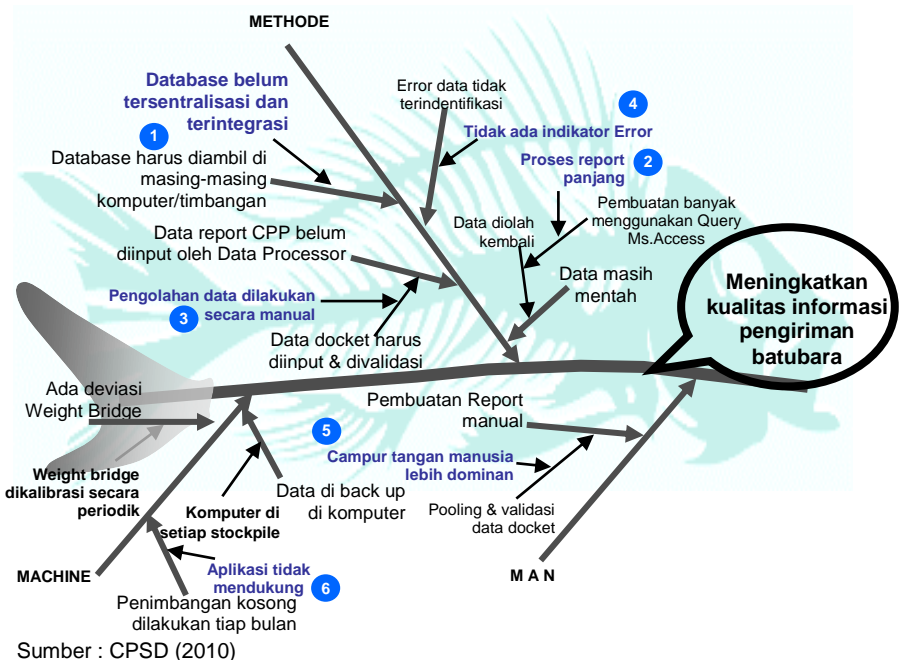 METHODE
Database belum
tersentralisasi dan
terintegrasi
1
Database harus diambil di
masing-masing
komputer/timbangan
Error data tidak
terindentifikasi
4
Tidak ada indikator Error
Proses report
panjang
2
Pembuatan banyak
menggunakan Query
Ms.Access
Data diolah
kembali
Data report CPP belum
diinput oleh Data Processor
Data masih
mentah
Pengolahan data dilakukan
secara manual
3
Data docket harus
diinput & divalidasi
Meningkatkan
kualitas informasi
pengiriman
batubara
Ada deviasi
Weight Bridge
Pembuatan Report
manual
5
Campur tangan manusia
lebih dominan
Weight bridge
dikalibrasi secara
periodik
Komputer di
setiap stockpile
Data di back up
di komputer
Pooling & validasi
data docket
MACHINE
Aplikasi tidak
mendukung
6
M A N
Penimbangan kosong
dilakukan tiap bulan
Sumber : CPSD (2010)